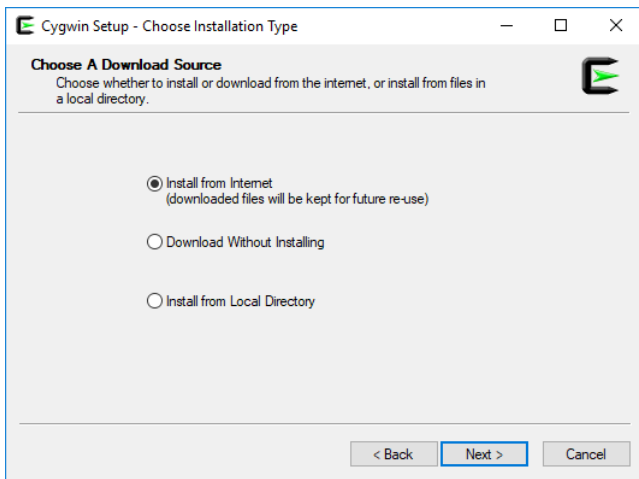 Cygwin Setup - Choose Installation Type
Choose A Download Source
Choose whether to install or download from the internet, or install from files in
a local directory.
Install from Internet
(downloaded files will be kept for future re-use)
Download Without Installing
Install from Local Directory
< Back Next > Cancel